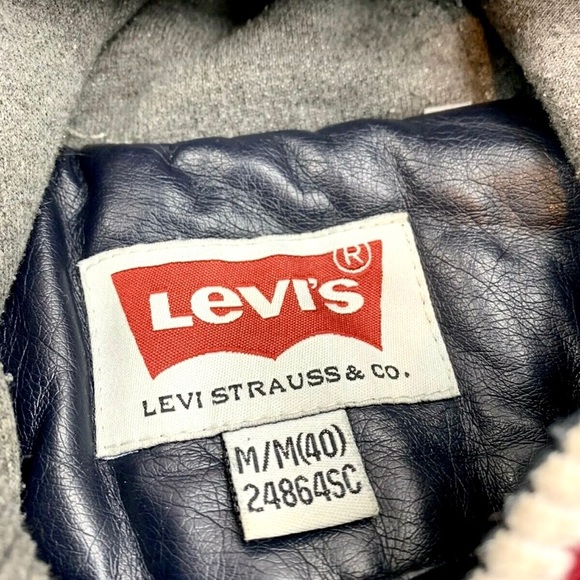 Levi's ®
LEVI STRAUSS & CO.
M/M(40)
24864SC